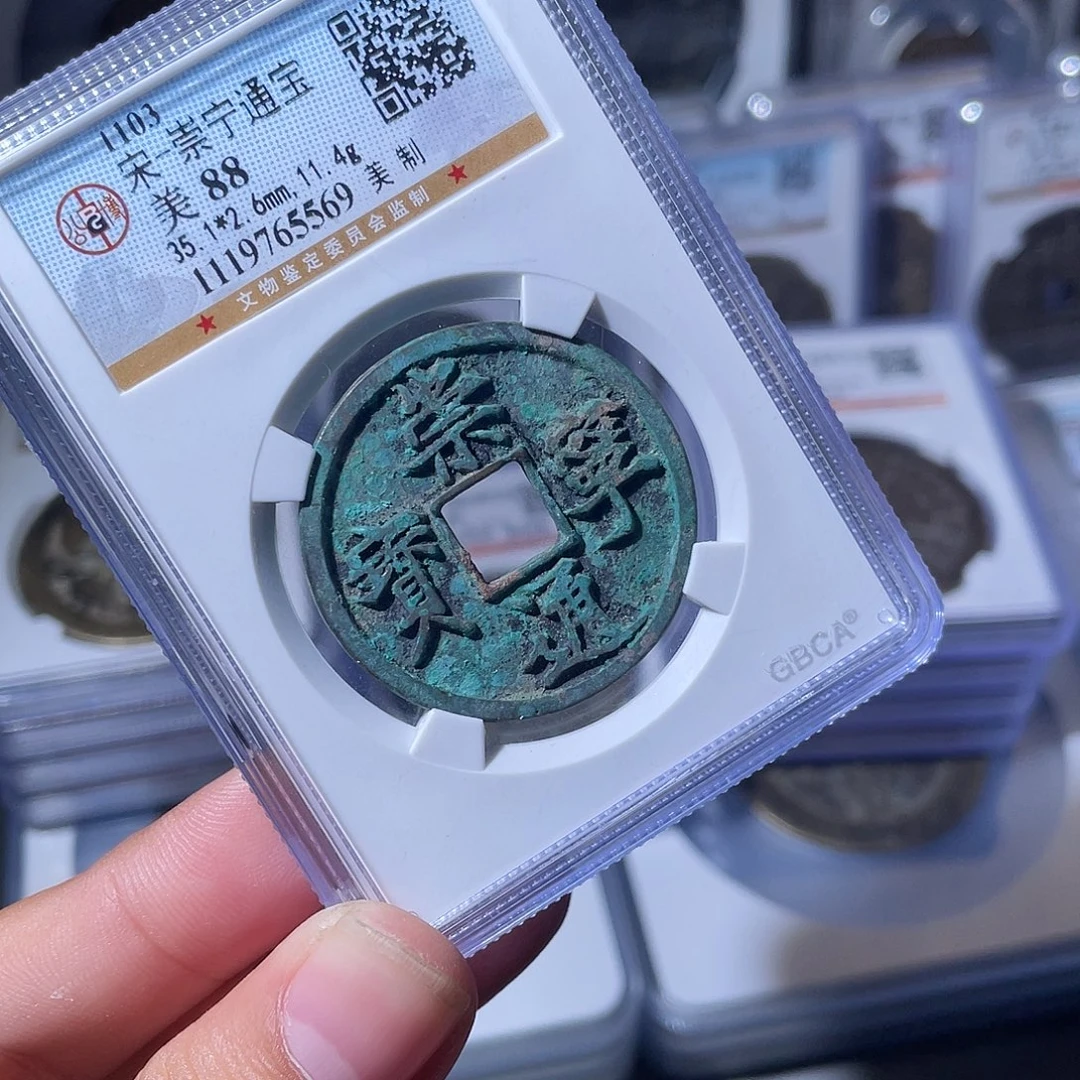 1103
宋-崇宁通宝
美 88
35.1*2.6mm,11.4g
1119765569 美制
★ 文物鉴定委员会监制 ★
崇寧通寶
GBCA®